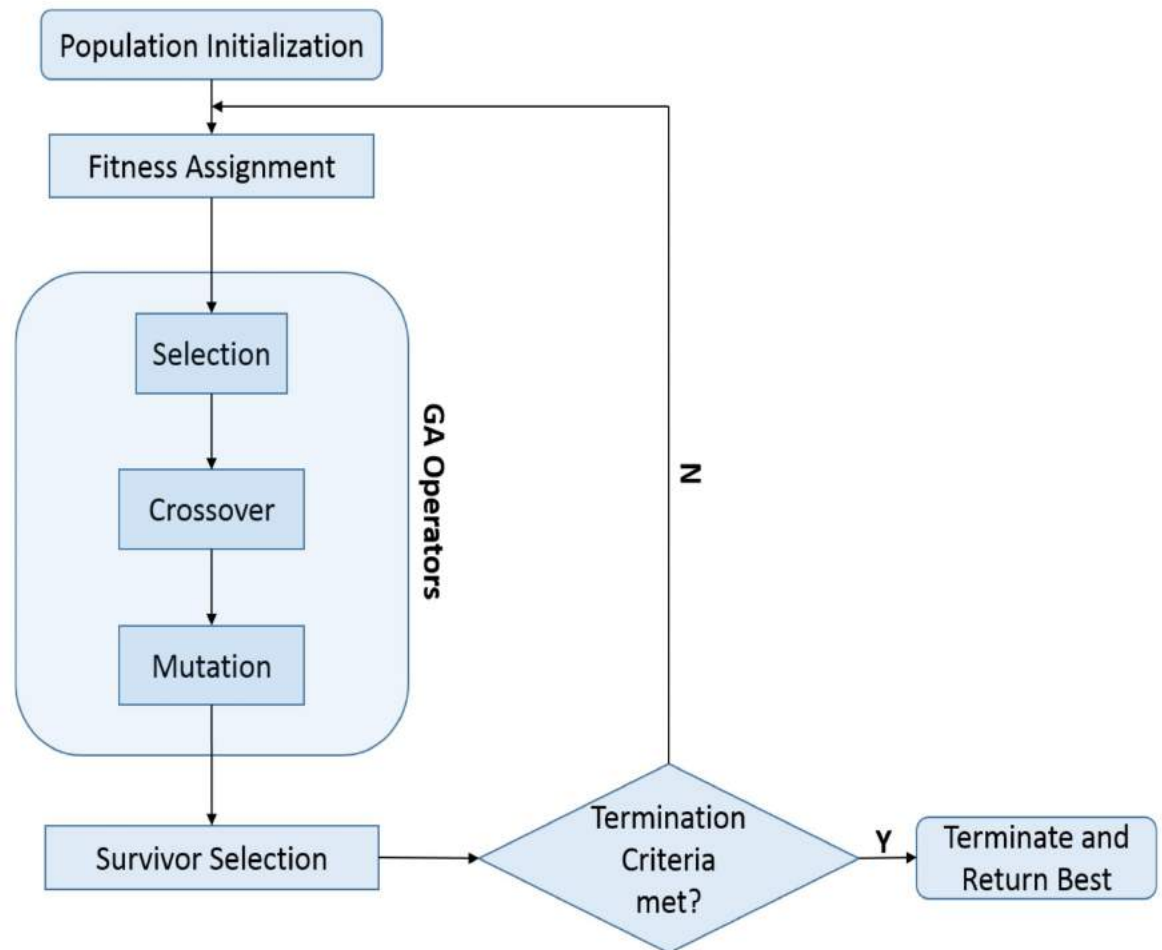 Population Initialization
Fitness Assignment
Selection
Crossover
Mutation
GA Operators
N
Survivor Selection
Termination
Criteria
met?
Y
Terminate and
Return Best